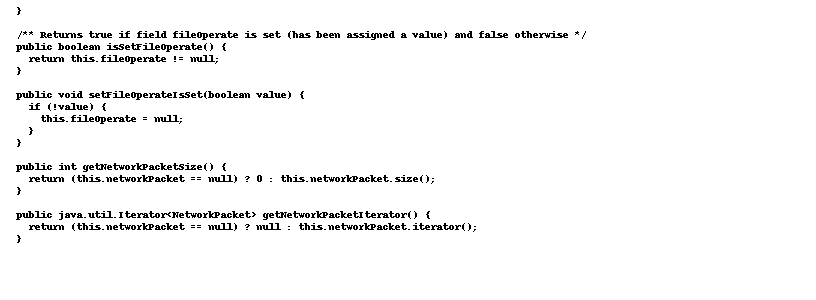 }
/** Returns true if field fileOperate is set (has been assigned a value) and false otherwise */
public boolean isSetFileOperate() {
return this.fileOperate != null;
}
public void setFileOperateIsSet(boolean value) {
if (!value) {
this.fileOperate = null;
}
}
public int getNetworkPacketSize() {
return (this.networkPacket == null) ? 0 : this.networkPacket.size();
}
public java.util.Iterator<NetworkPacket> getNetworkPacketIterator() {
return (this.networkPacket == null) ? null : this.networkPacket.iterator();
}